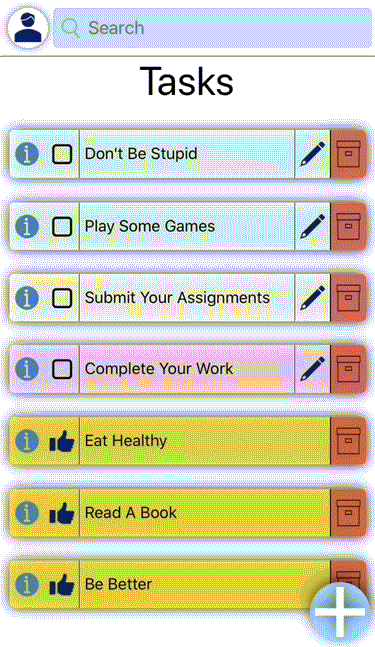 Search
Tasks
Don't Be Stupid
Play Some Games
Submit Your Assignments
Complete Your Work
Eat Healthy
Read A Book
Be Better